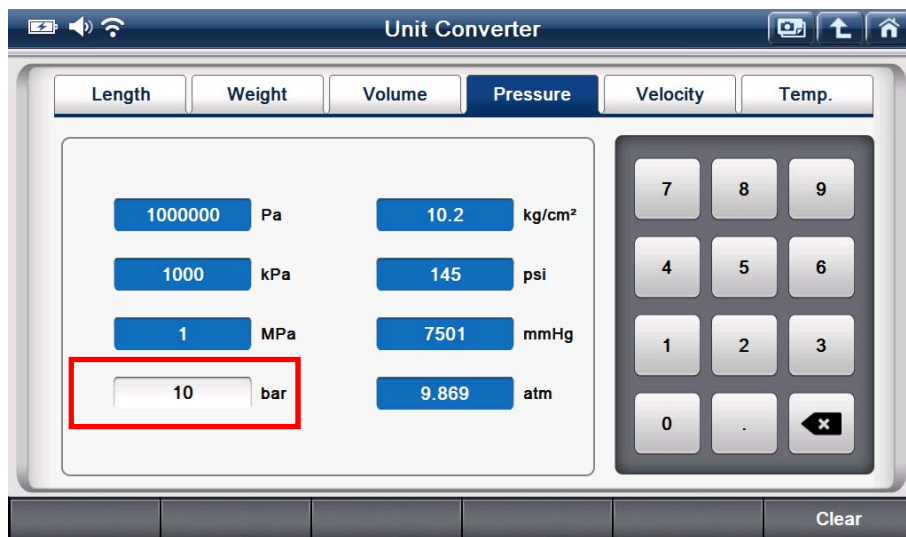 Unit Converter
Length Weight Volume Pressure Velocity Temp.
1000000 Pa 10.2 kg/cm²
1000 kPa 145 psi
1 MPa 7501 mmHg
10 bar 9.869 atm
7 8 9
4 5 6
1 2 3
0 .
Clear